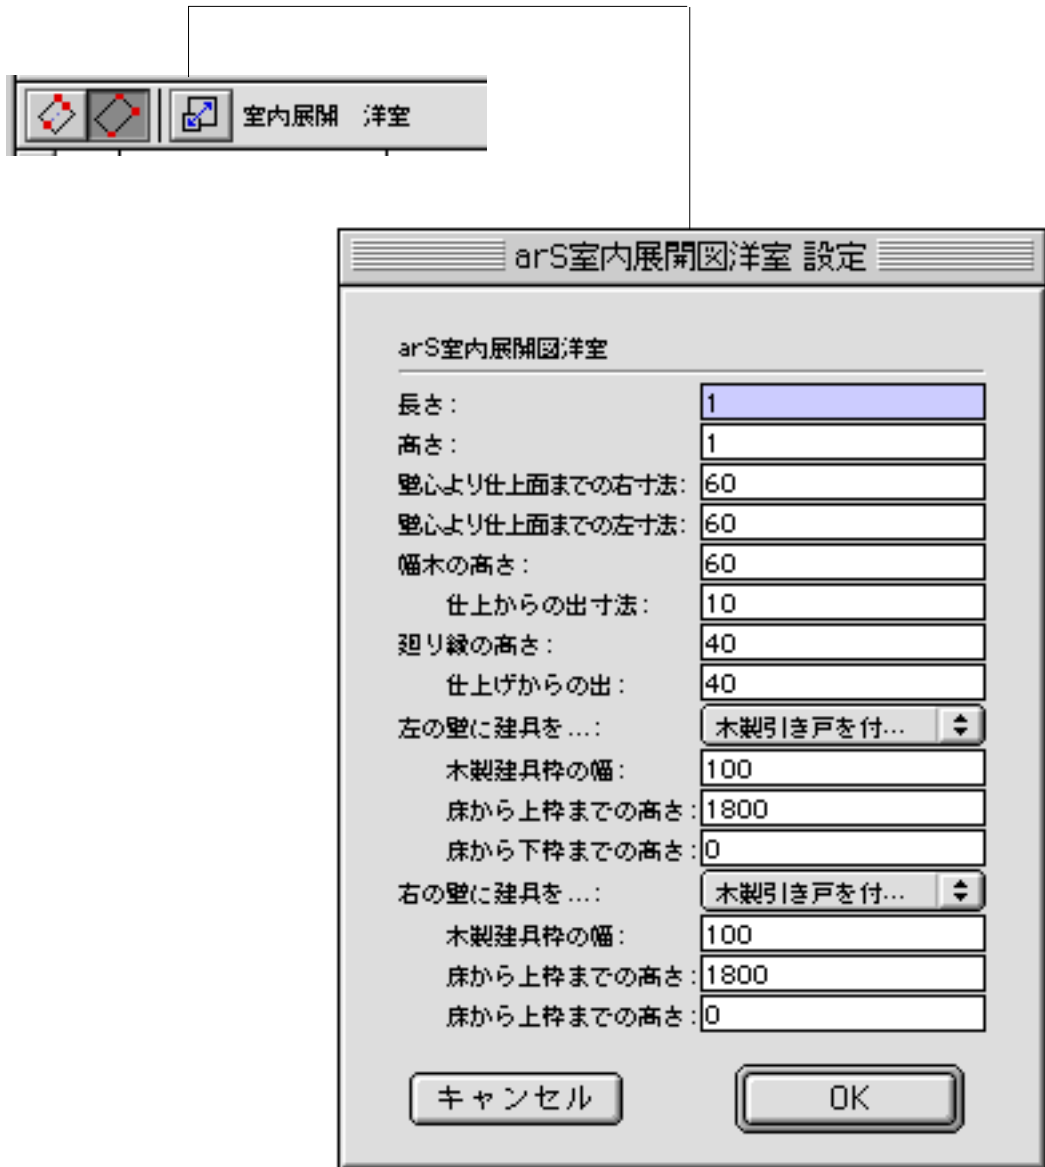 室内展開　洋室
arS室内展開図洋室 設定
arS室内展開図洋室
長さ： 1
高さ： 1
壁心より仕上面までの右寸法： 60
壁心より仕上面までの左寸法： 60
幅木の高さ： 60
仕上からの出寸法： 10
廻り縁の高さ： 40
仕上げからの出： 40
左の壁に建具を...： 木製引き戸を付...
木製建具枠の幅： 100
床から上枠までの高さ： 1800
床から下枠までの高さ： 0
右の壁に建具を...： 木製引き戸を付...
木製建具枠の幅： 100
床から上枠までの高さ： 1800
床から上枠までの高さ： 0
キャンセル OK